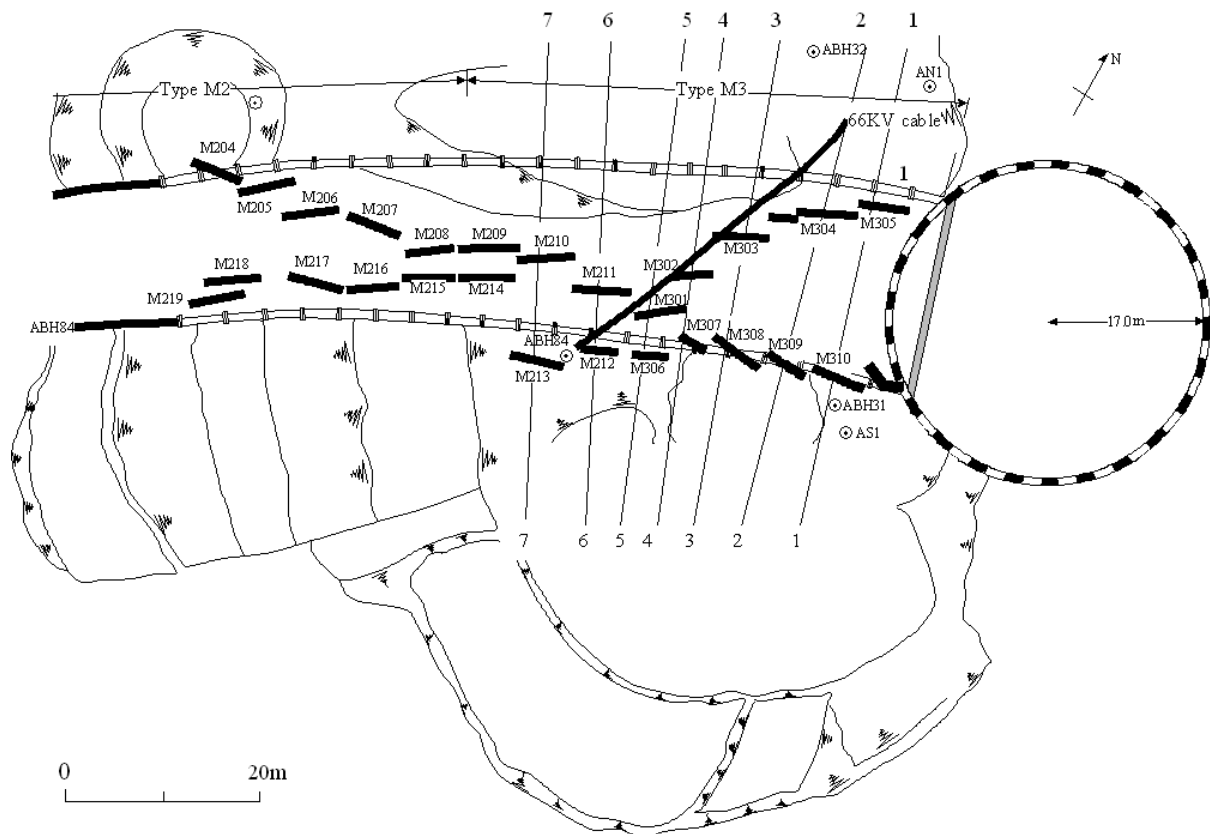 7 6 5 4 3 2 1
ABH32
AN1
N
Type M2
Type M3
66KV cable
M204
M205
M206
M207
M208
M209
M210
M211
M218
M217
M216
M215
M214
M219
M302
M303
M304
M305
1
M301
17.0m
ABH84
ABH84
M212
M213
M306
M307
M308
M309
M310
ABH31
AS1
7 6 5 4 3 2 1
0 20m